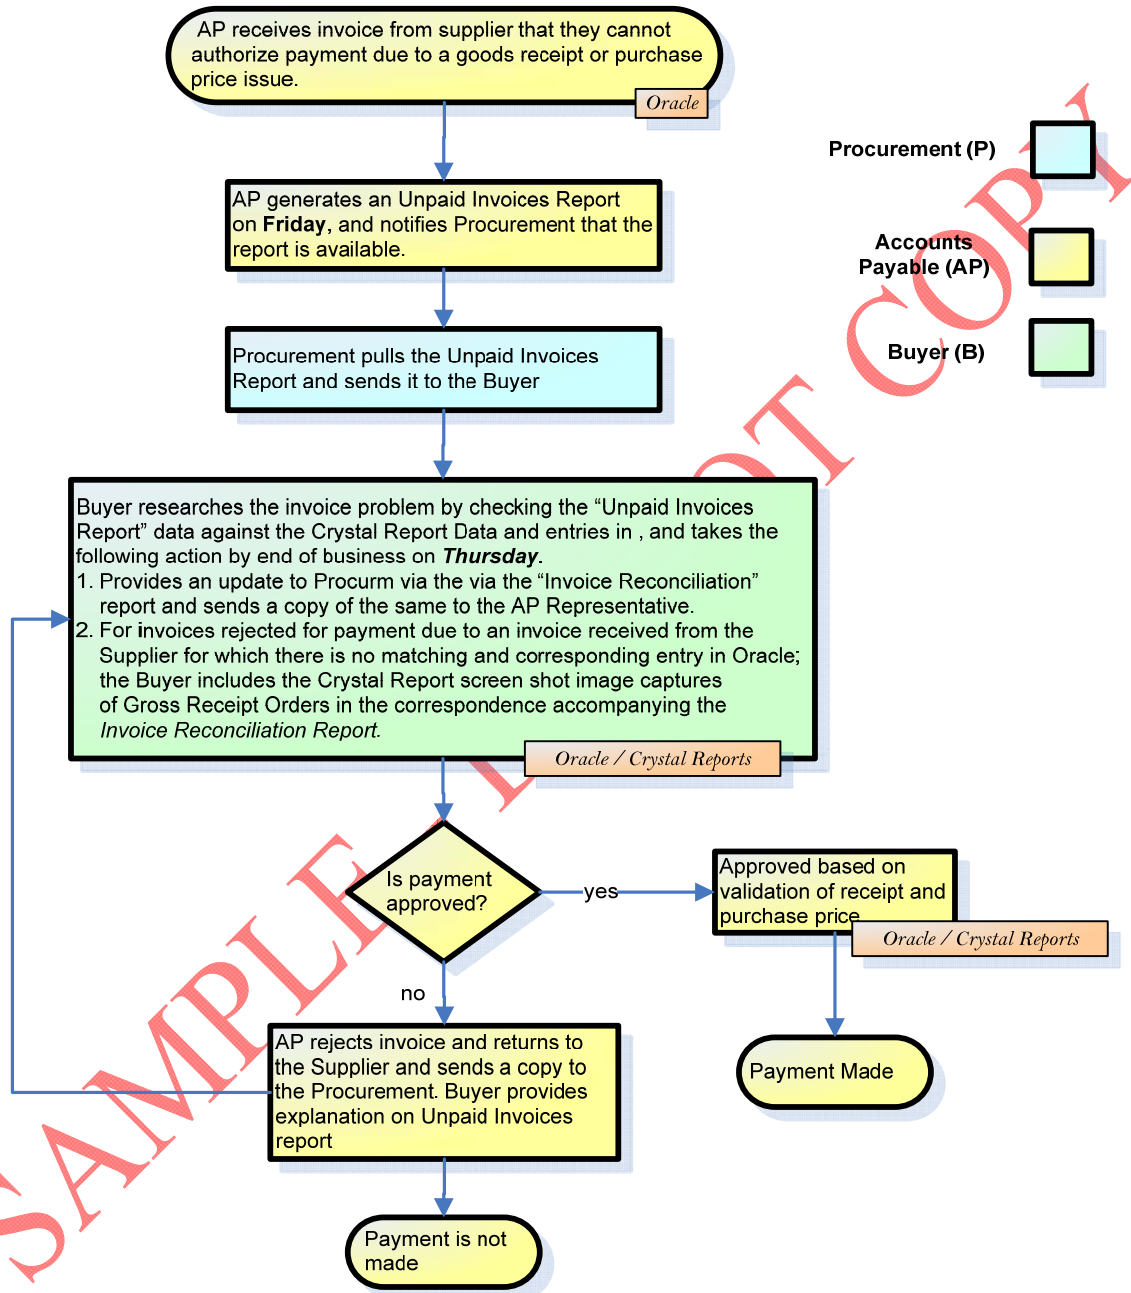 AP receives invoice from supplier that they cannot
authorize payment due to a goods receipt or purchase
price issue.
Oracle
Procurement (P)
Accounts
Payable (AP)
Buyer (B)
AP generates an Unpaid Invoices Report
on Friday, and notifies Procurement that the
report is available.
Procurement pulls the Unpaid Invoices
Report and sends it to the Buyer
Buyer researches the invoice problem by checking the “Unpaid Invoices
Report” data against the Crystal Report Data and entries in , and takes the
following action by end of business on Thursday.
1. Provides an update to Procurm via the via the “Invoice Reconciliation”
report and sends a copy of the same to the AP Representative.
2. For invoices rejected for payment due to an invoice received from the
Supplier for which there is no matching and corresponding entry in Oracle;
the Buyer includes the Crystal Report screen shot image captures
of Gross Receipt Orders in the correspondence accompanying the
Invoice Reconciliation Report.
Oracle / Crystal Reports
Is payment
approved?
yes
Approved based on
validation of receipt and
purchase price
Oracle / Crystal Reports
Payment Made
no
AP rejects invoice and returns to
the Supplier and sends a copy to
the Procurement. Buyer provides
explanation on Unpaid Invoices
report
Payment is not
made
SAMPLE COPY